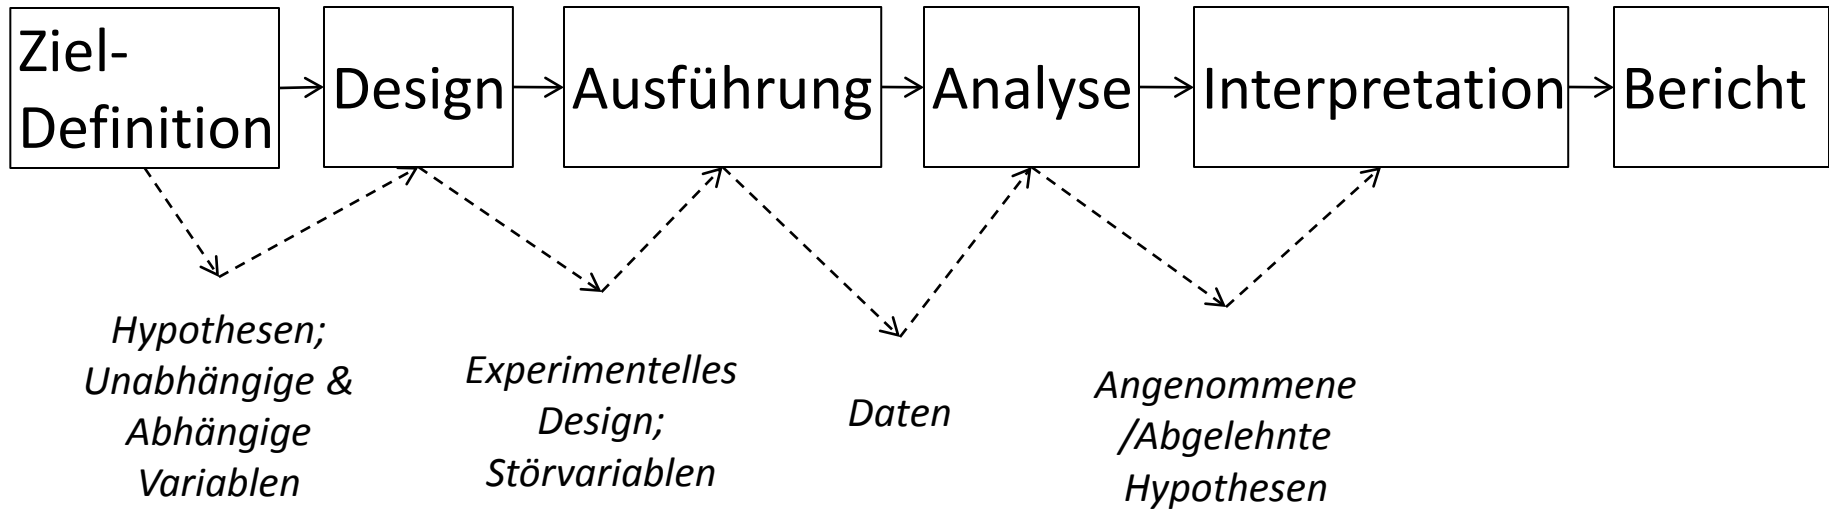 Ziel-
Definition
Design
Ausführung
Analyse
Interpretation
Bericht
Hypothesen;
Unabhängige &
Abhängige
Variablen
Experimentelles
Design;
Störvariablen
Daten
Angenommene
/Abgelehnte
Hypothesen